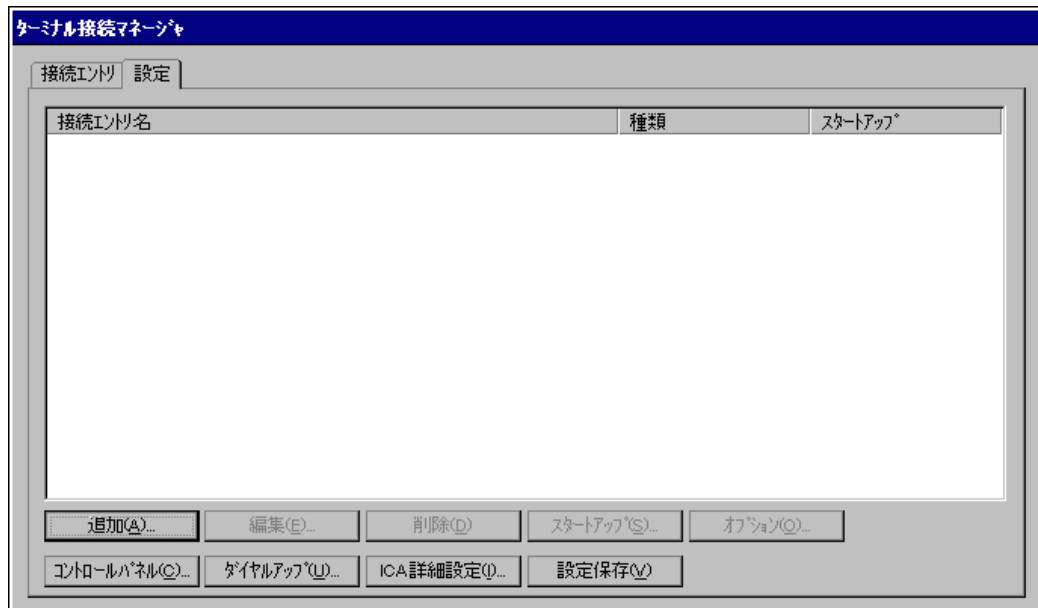 ターミナル接続マネージャ
接続エントリ 設定
接続エントリ名 種類 スタートアップ
追加(A)... 編集(E)... 削除(D) スタートアップ(S)... オプション(O)...
コントロールパネル(C)... ダイヤルアップ(U)... ICA詳細設定(I)... 設定保存(V)